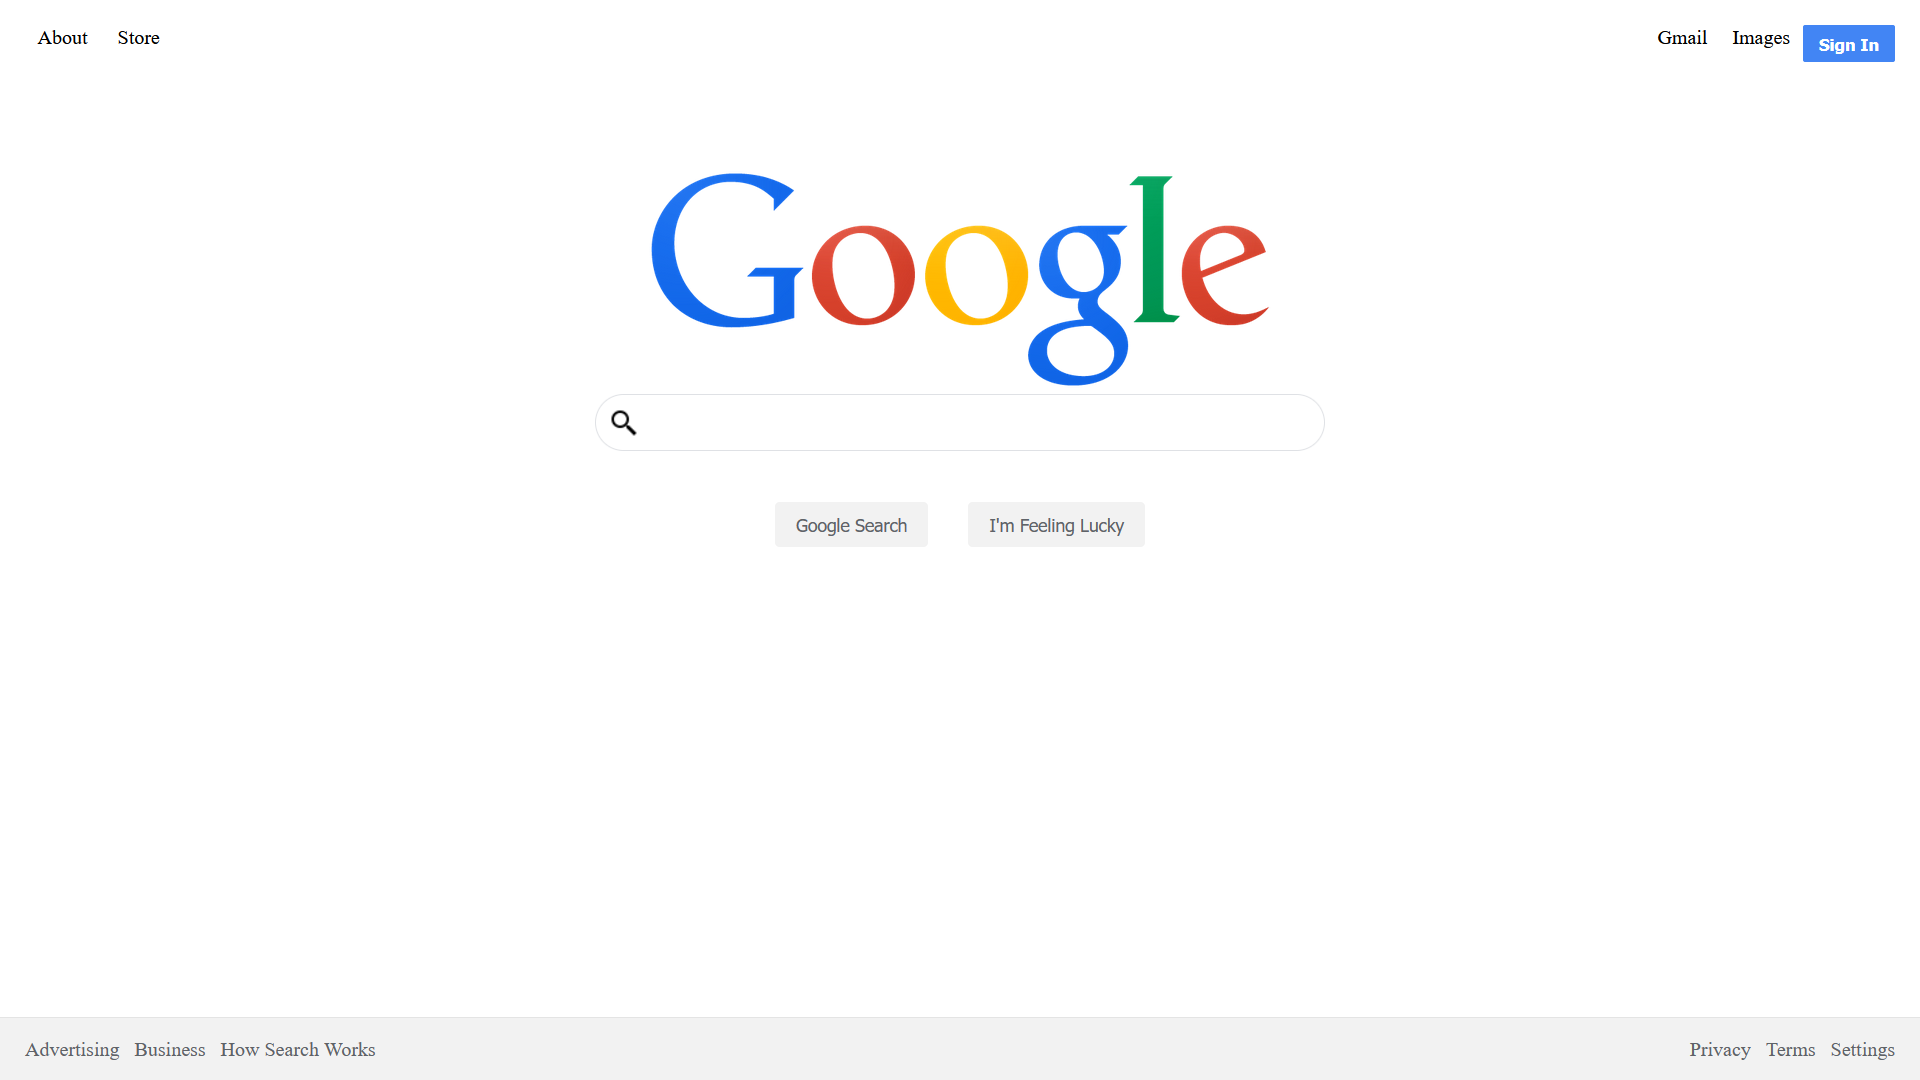 About Store Gmail Images Sign In
Google
Google Search I'm Feeling Lucky
Advertising Business How Search Works Privacy Terms Settings